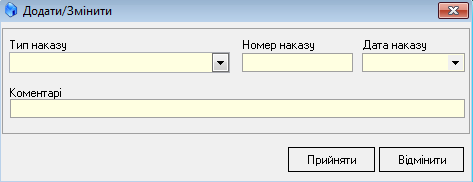 Додати/Змінити
Тип наказу Номер наказу Дата наказу
Коментарі
Прийняти Відмінити